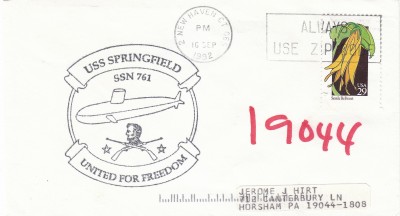 NEW HAVEN CT
PM
16 SEP
1992
ALWAYS
USE ZIP
USS SPRINGFIELD
SSN 761
UNITED FOR FREEDOM
USA
29
19044
JEROME J HIRT
CANTERBURY LN
HORSHAM PA 19044-1808